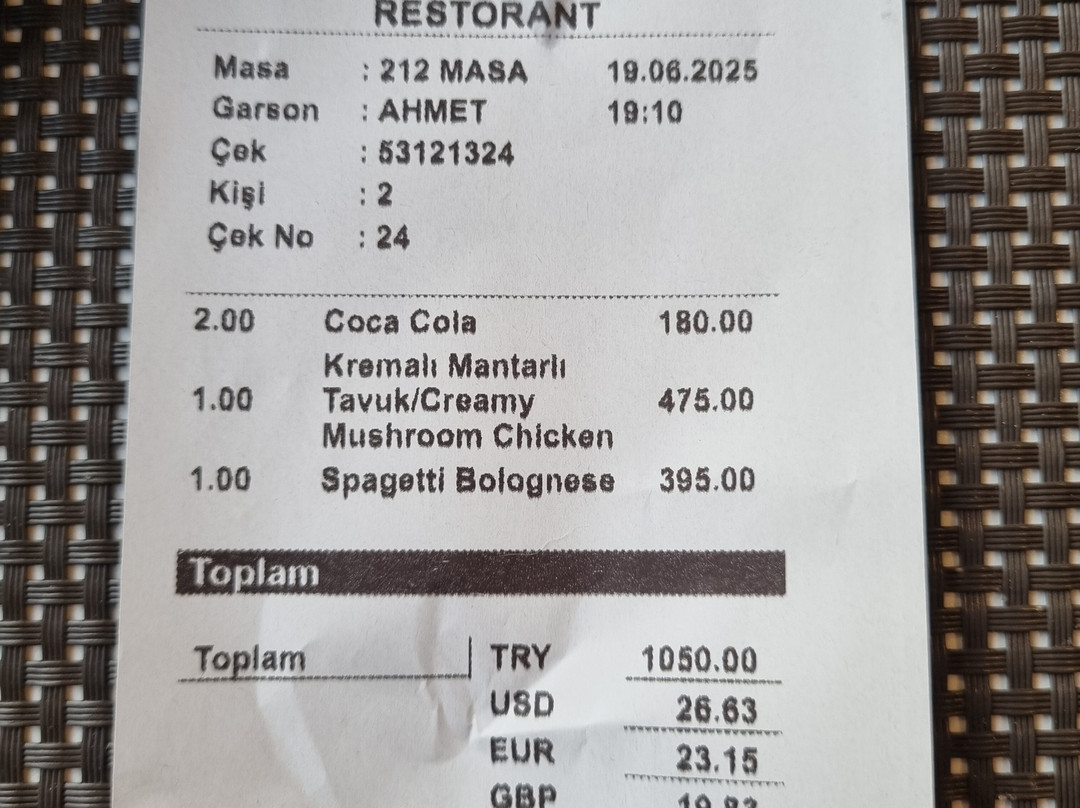 RESTORANT
Masa : 212 MASA 19.06.2025
Garson : AHMET 19:10
Çek : 53121324
Kişi : 2
Çek No : 24
2.00 Coca Cola 180.00
Kremalı Mantarlı
1.00 Tavuk/Creamy 475.00
Mushroom Chicken
1.00 Spagetti Bolognese 395.00
Toplam
Toplam TRY 1050.00
USD 26.63
EUR 23.15
GBP